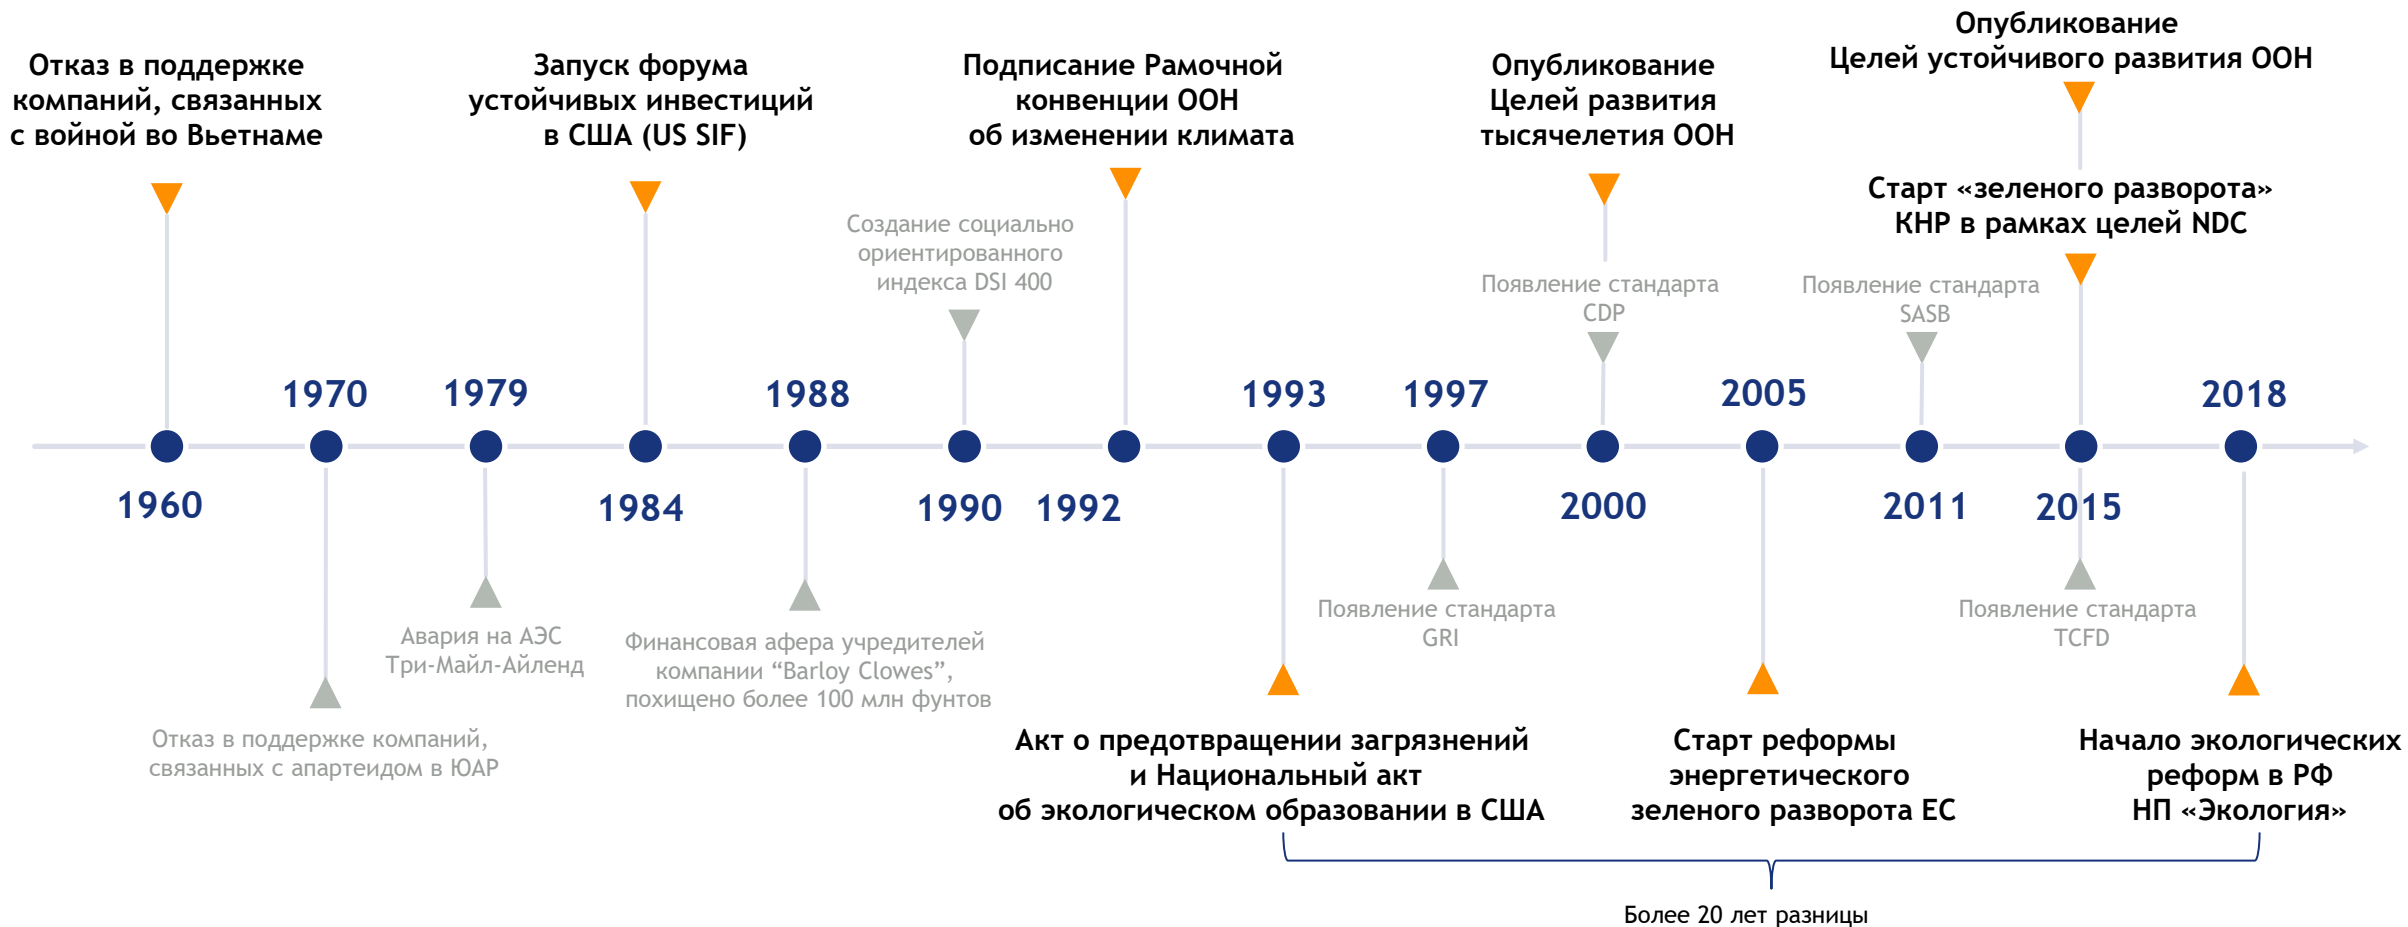 Отказ в поддержке
компаний, связанных
с войной во Вьетнаме
Запуск форума
устойчивых инвестиций
в США (US SIF)
Подписание Рамочной
конвенции ООН
об изменении климата
Опубликование
Целей развития
тысячелетия ООН
Опубликование
Целей устойчивого развития ООН
Старт «зеленого разворота»
КНР в рамках целей NDC
Создание социально
ориентированного
индекса DSI 400
Появление стандарта
CDP
Появление стандарта
SASB
1970
1979
1988
1993
1997
2005
2018
1960
1984
1990
1992
2000
2011
2015
Отказ в поддержке компаний,
связанных с апартеидом в ЮАР
Авария на АЭС
Три-Майл-Айленд
Финансовая афера учредителей
компании “Barloy Clowes”,
похищено более 100 млн фунтов
Появление стандарта
GRI
Появление стандарта
TCFD
Акт о предотвращении загрязнений
и Национальный акт
об экологическом образовании в США
Старт реформы
энергетического
зеленого разворота ЕС
Начало экологических
реформ в РФ
НП «Экология»
Более 20 лет разницы